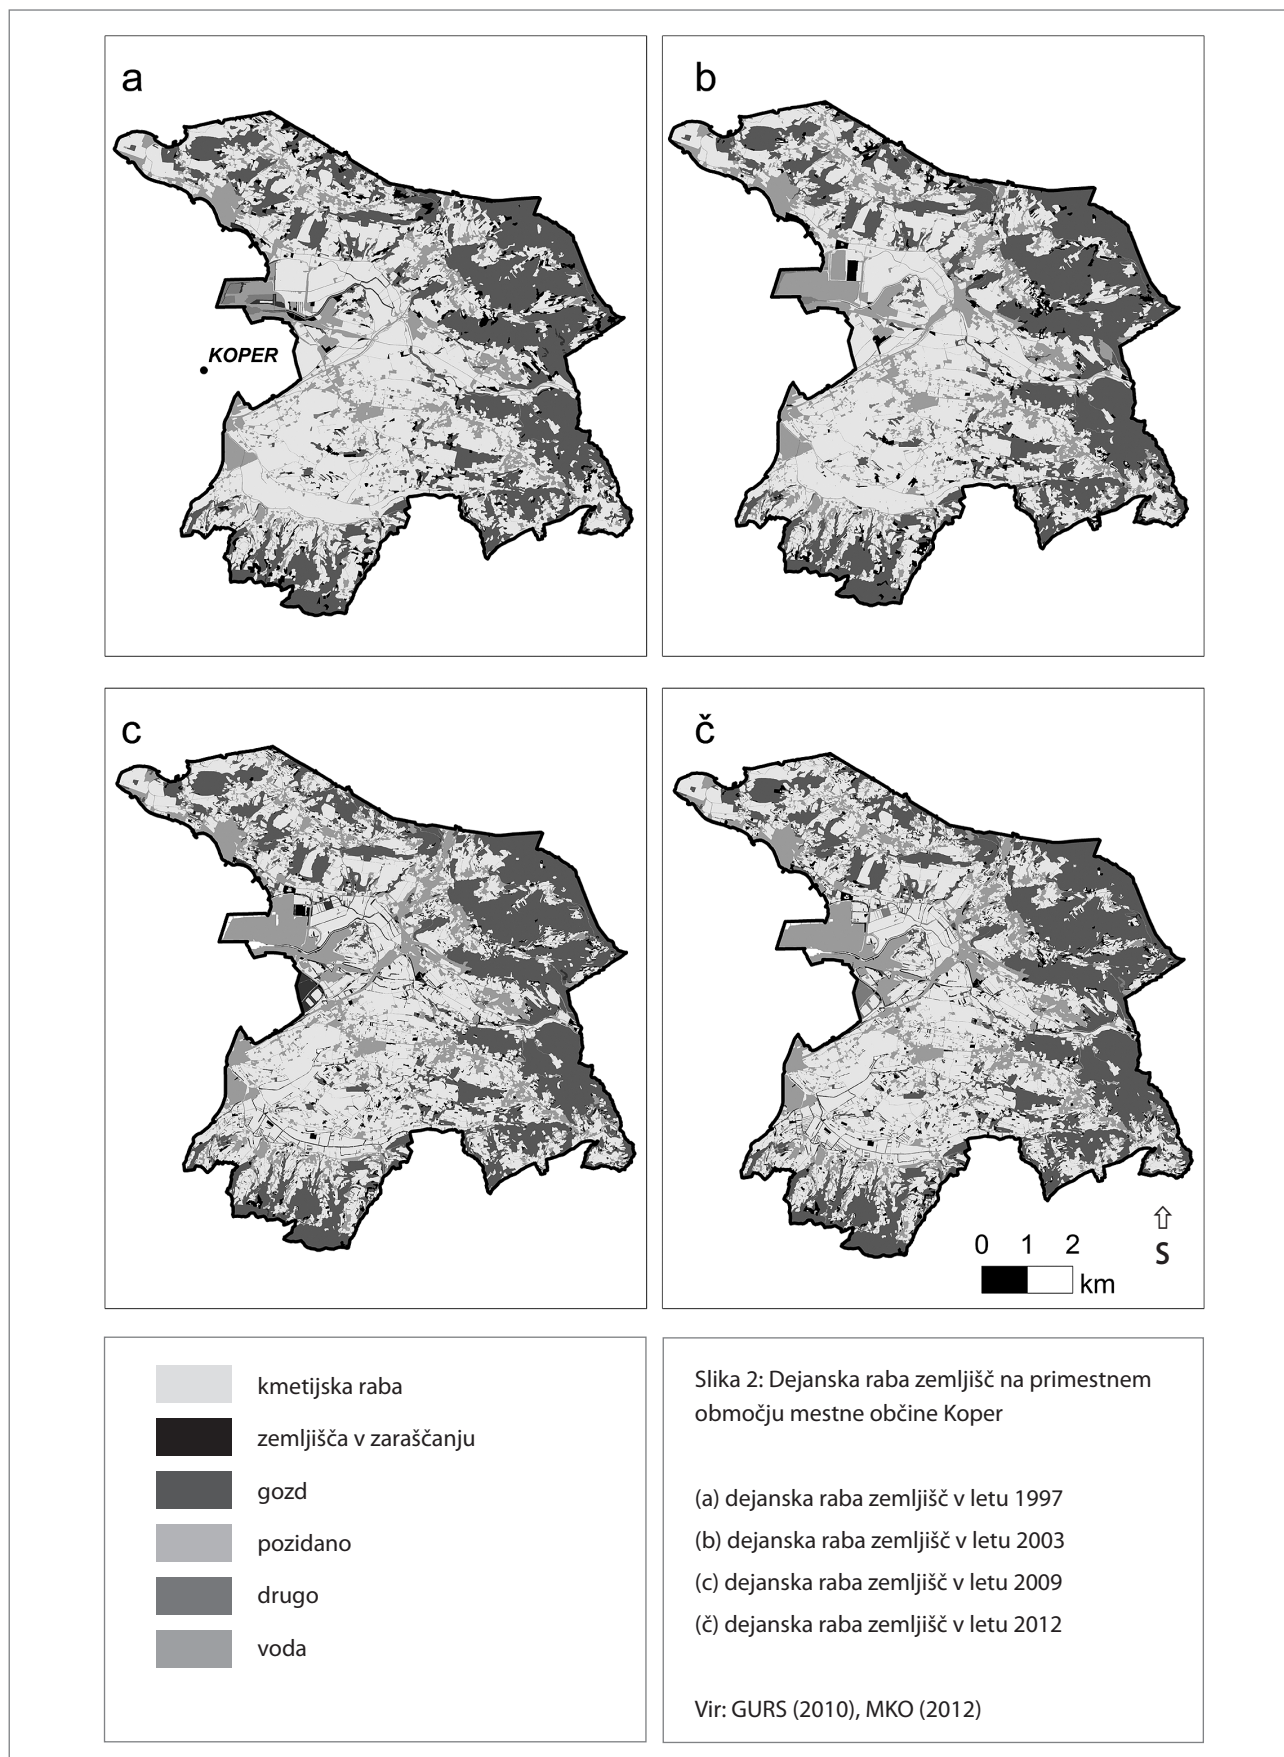 a
b
KOPER
c
č
0 1 2
km
S
kmetijska raba
zemljišča v zaraščanju
gozd
pozidano
drugo
voda
Slika 2: Dejanska raba zemljišč na primestnem
območju mestne občine Koper
(a) dejanska raba zemljišč v letu 1997
(b) dejanska raba zemljišč v letu 2003
(c) dejanska raba zemljišč v letu 2009
(č) dejanska raba zemljišč v letu 2012
Vir: GURS (2010), MKO (2012)